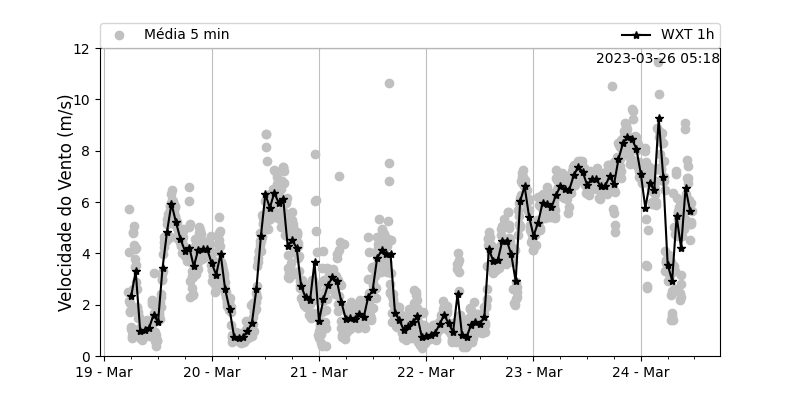 Média 5 min
WXT 1h
2023-03-26 05:18
Velocidade do Vento (m/s)
12
10
8
6
4
2
0
19 - Mar
20 - Mar
21 - Mar
22 - Mar
23 - Mar
24 - Mar